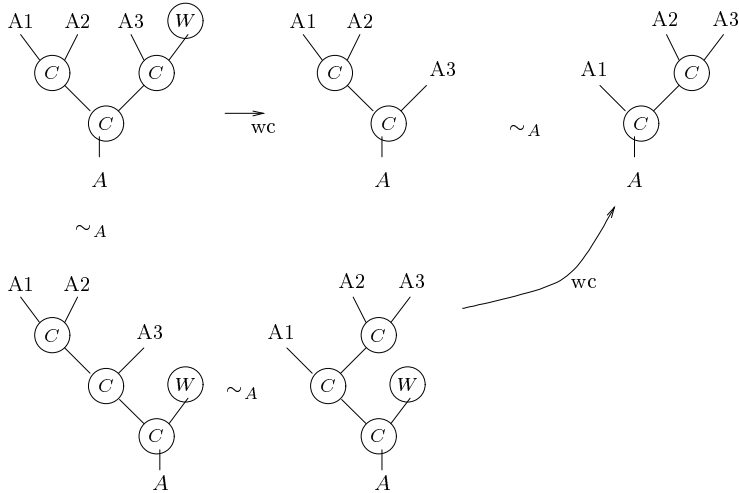 A1 A2 A3 W A1 A2 A2 A3
C C C A3 A1 C
C wc C ∼A C
A A A
∼A
A1 A2 A2 A3 wc
C A3 A1 C
C W ∼A C W
C C
A A